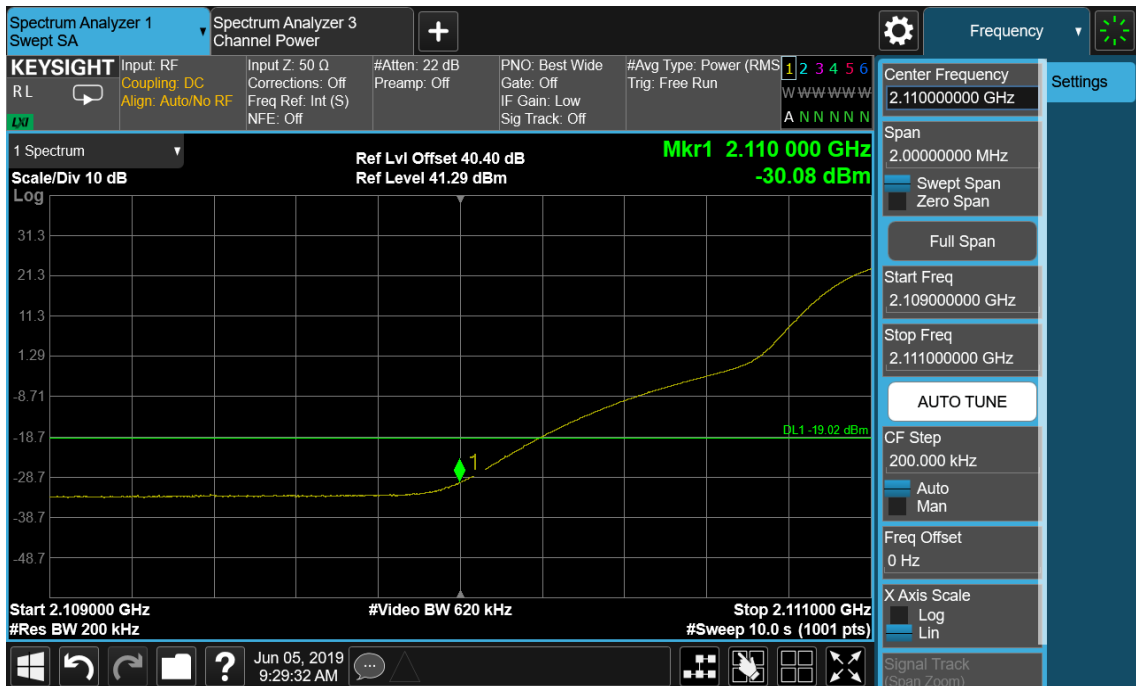 Spectrum Analyzer 1
Swept SA
Spectrum Analyzer 3
Channel Power
Frequency
KEYSIGHT
R L
LXI
Input: RF
Coupling: DC
Align: Auto/No RF
Input Z: 50 Ω
Corrections: Off
Freq Ref: Int (S)
NFE: Off
#Atten: 22 dB
Preamp: Off
PNO: Best Wide
Gate: Off
IF Gain: Low
Sig Track: Off
#Avg Type: Power (RMS
Trig: Free Run
1 2 3 4 5 6
W W W W W W
A N N N N N
1 Spectrum
Scale/Div 10 dB
Ref Lvl Offset 40.40 dB
Ref Level 41.29 dBm
Mkr1 2.110 000 GHz
-30.08 dBm
Log
31.3
21.3
11.3
1.29
-8.71
-18.7
-28.7
-38.7
-48.7
DL1 -19.02 dBm
1
Start 2.109000 GHz
#Res BW 200 kHz
#Video BW 620 kHz
Stop 2.111000 GHz
#Sweep 10.0 s (1001 pts)
Center Frequency
2.110000000 GHz
Span
2.00000000 MHz
Swept Span
Zero Span
Full Span
Start Freq
2.109000000 GHz
Stop Freq
2.111000000 GHz
AUTO TUNE
CF Step
200.000 kHz
Auto
Man
Freq Offset
0 Hz
X Axis Scale
Log
Lin
Signal Track
(Span Zoom)
Settings
?
Jun 05, 2019
9:29:32 AM